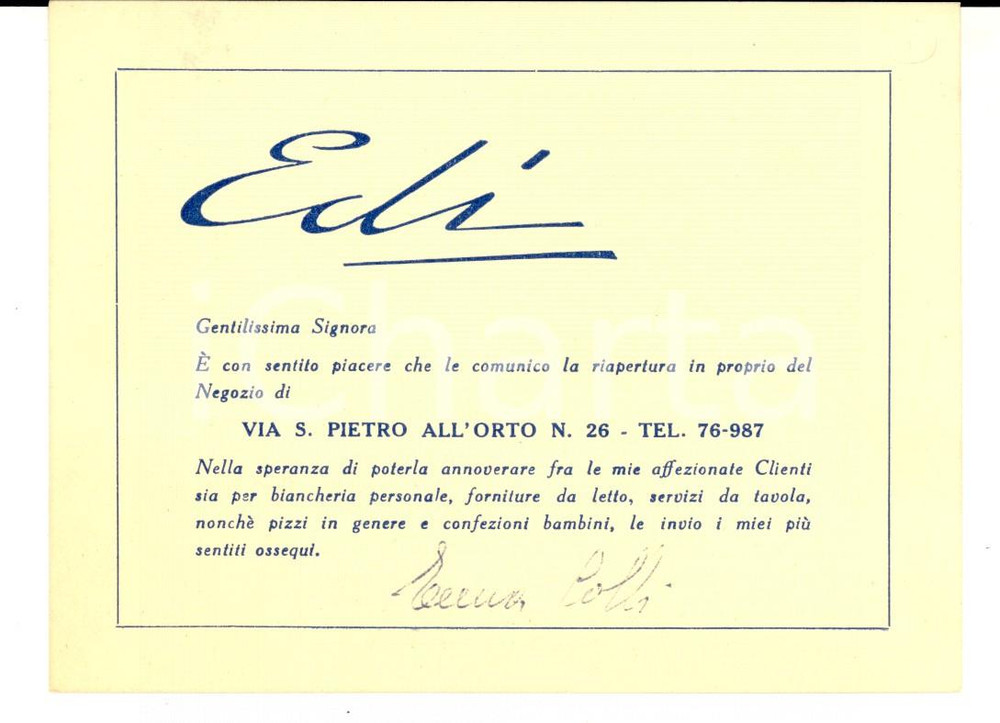 Edi
Gentilissima Signora
È con sentito piacere che le comunico la riapertura in proprio del
Negozio di
VIA S. PIETRO ALL'ORTO N. 26 - TEL. 76-987
Nella speranza di poterla annoverare fra le mie affezionate Clienti
sia per biancheria personale, forniture da letto, servizi da tavola,
nonchè pizzi in genere e confezioni bambini, le invio i miei più
sentiti ossequi.
iCharta